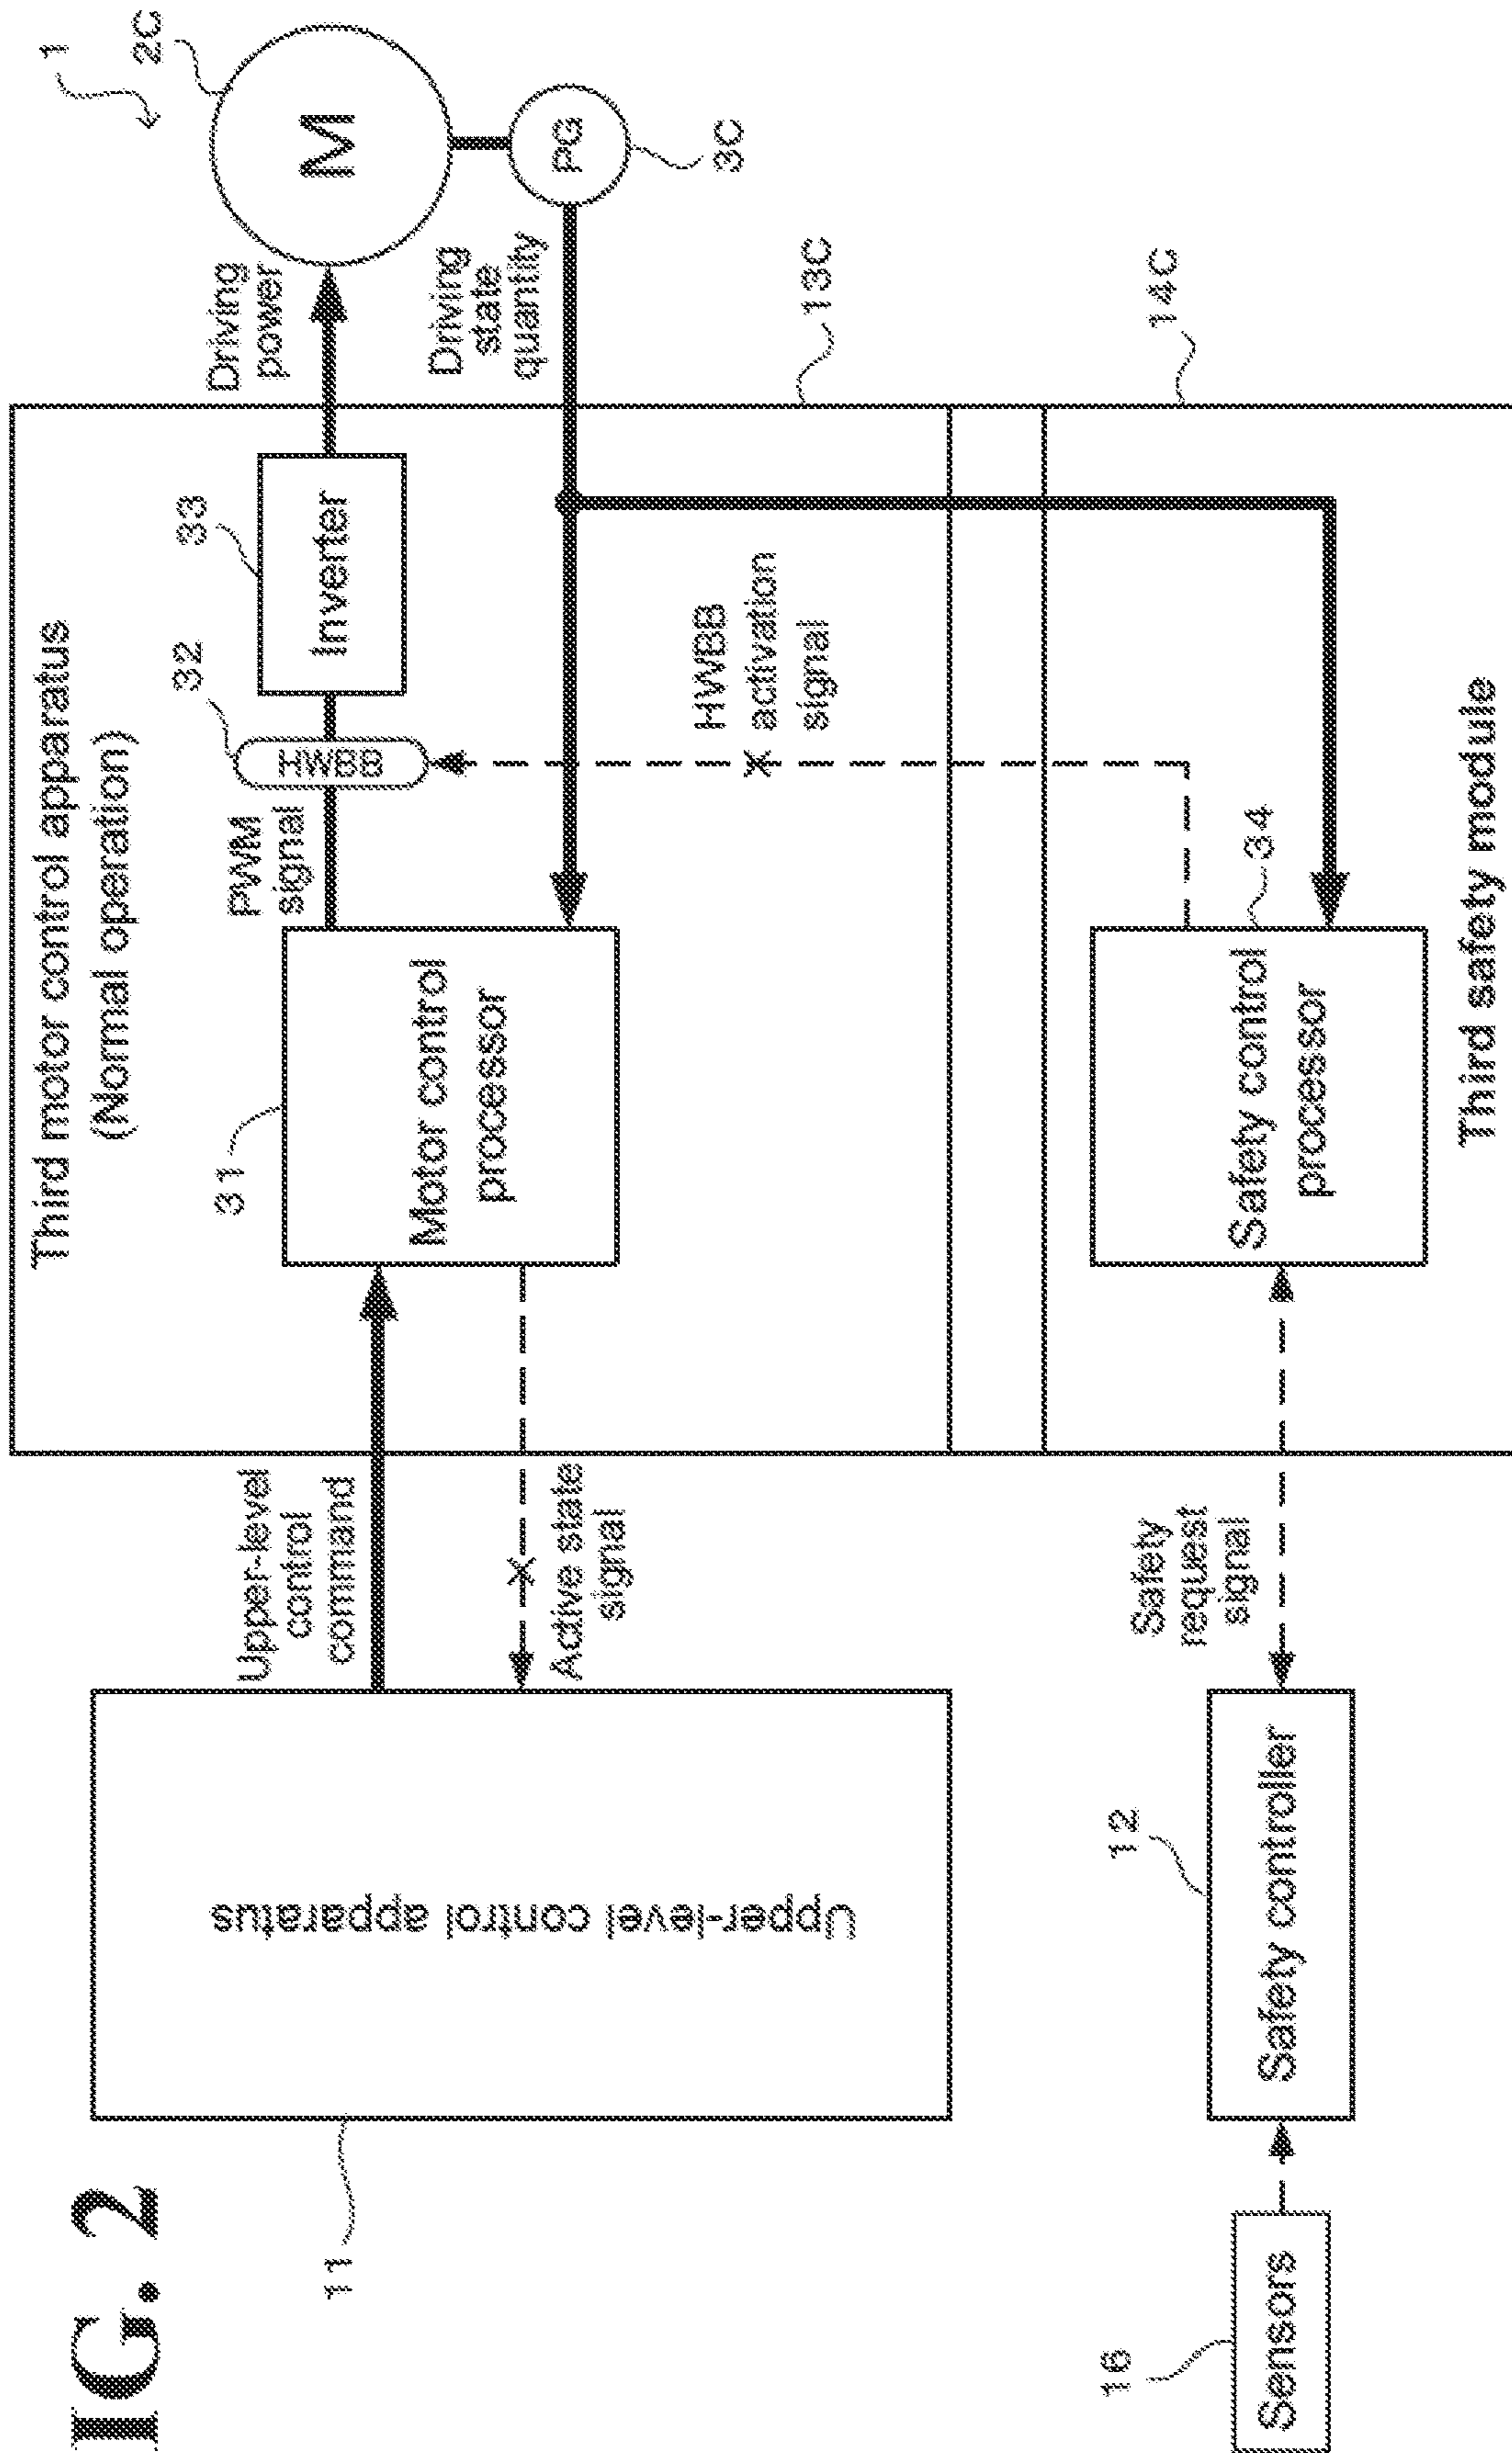 IG. 2
1
Third motor control apparatus
(Normal operation)
11
Upper-level control apparatus
Upper-level
control
command
Active state
signal
31
Motor control
processor
PWM
signal
32
HWBB
33
Inverter
Driving
power
2C
M
PG
3C
Driving
state
quantity
13C
HWBB
activation
signal
14C
16
Sensors
12
Safety controller
Safety
request
signal
Safety control
processor
34
Third safety module